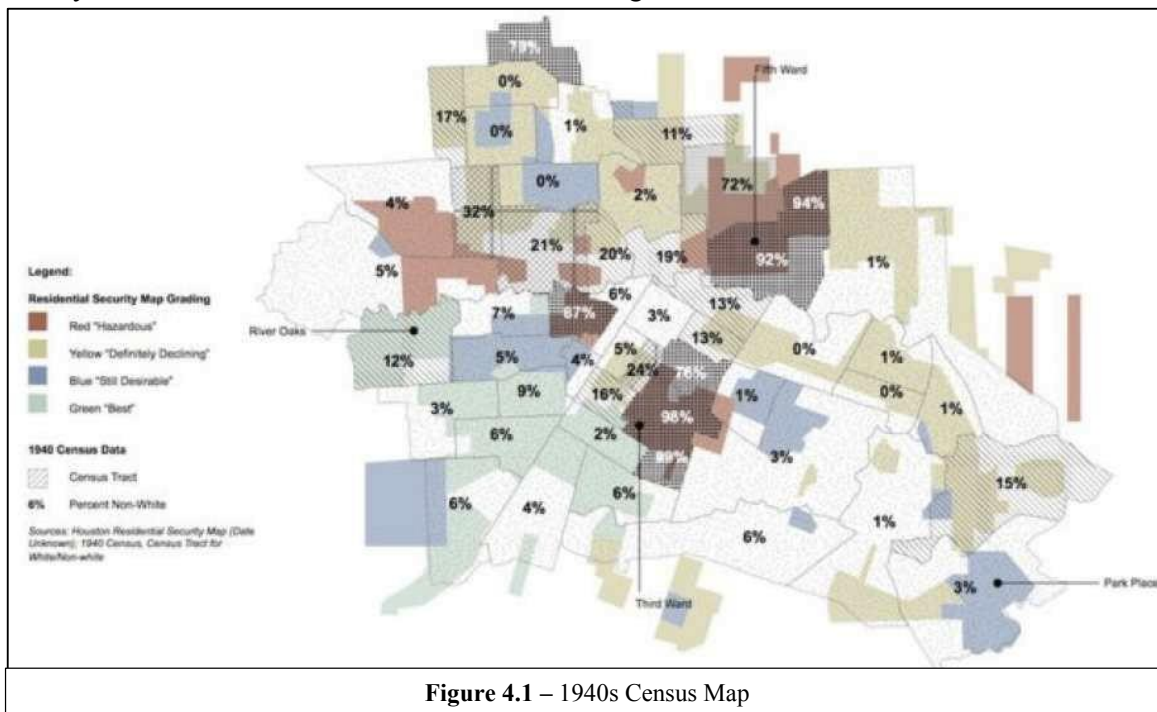 79%
Fifth Ward
0%
17%
0%
1%
11%
0%
2%
72%
94%
4%
32%
21%
20%
19%
92%
1%
5%
6%
13%
Legend:
Residential Security Map Grading
Red "Hazardous"
Yellow "Definitely Declining"
Blue "Still Desirable"
Green "Best"
1940 Census Data
Census Tract
6% Percent Non-White
Sources: Houston Residential Security Map (Date
Unknown); 1940 Census, Census Tract for
White/Non-white
River Oaks
7%
67%
3%
13%
0%
1%
12%
5%
4%
5%
24%
76%
0%
1%
3%
9%
16%
98%
1%
6%
2%
3%
15%
6%
4%
6%
6%
1%
Third Ward
3%
Park Place
Figure 4.1 – 1940s Census Map